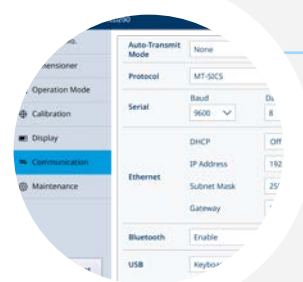 Auto-Transmit
Mode
None
Operation Mode
Protocol
MT-SICS
Calibration
Serial
Baud
9600
8
Display
Communication
Maintenance
Ethernet
DHCP
Off
IP Address
192
Subnet Mask
Gateway
Bluetooth
Enable
USB